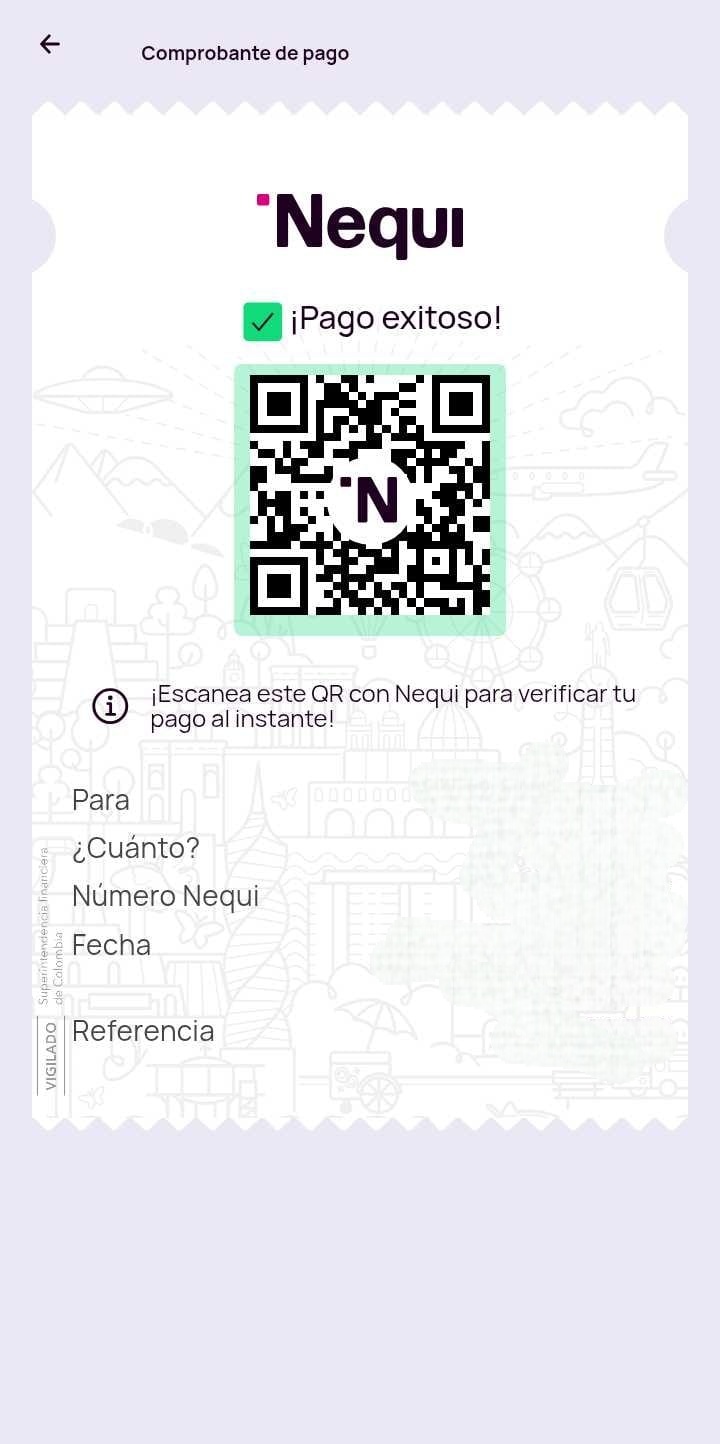 Comprobante de pago
Nequi
¡Pago exitoso!
N
¡Escanea este QR con Nequi para verificar tu
pago al instante!
Para
¿Cuánto?
Número Nequi
Fecha
Referencia
VIGILADO
Superintendencia financiera
de Colombia